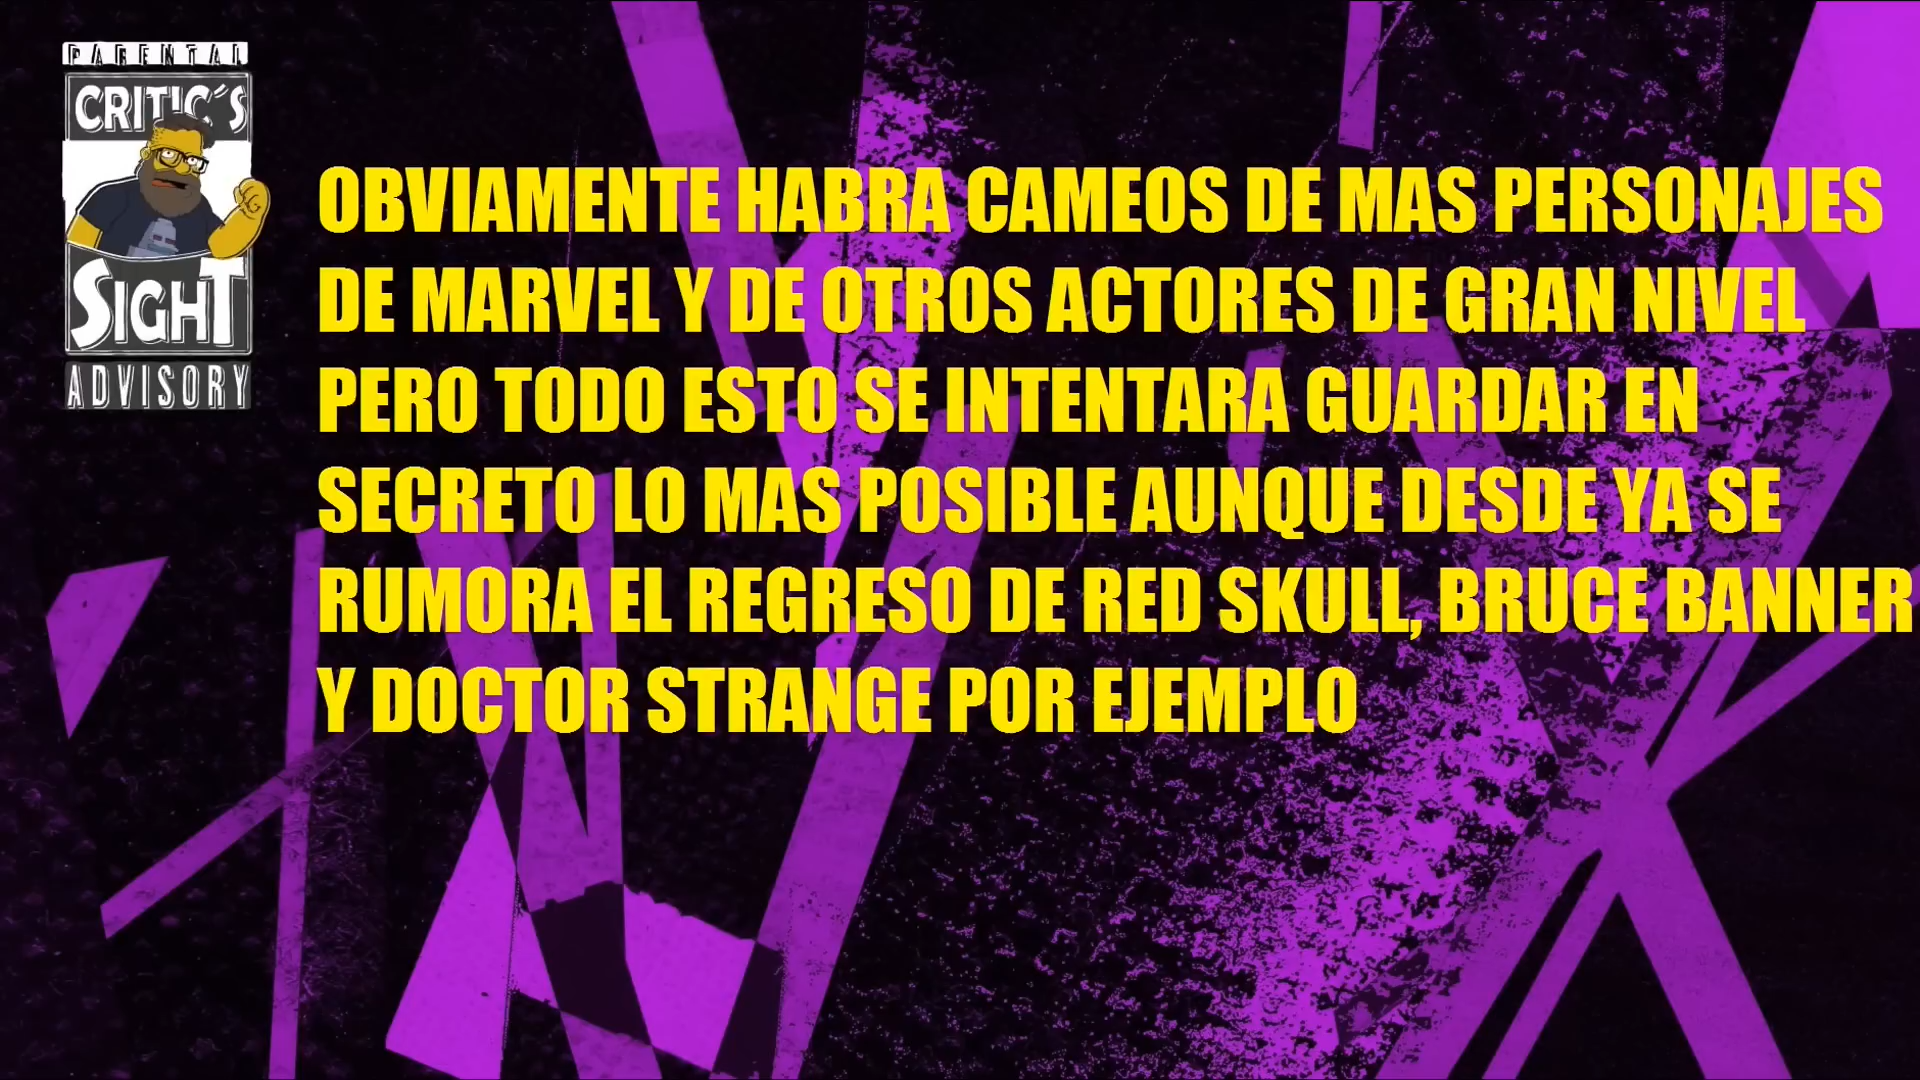 PARENTAL
CRITIC´S
SIGHT
ADVISORY
OBVIAMENTE HABRA CAMEOS DE MAS PERSONAJES
DE MARVEL Y DE OTROS ACTORES DE GRAN NIVEL
PERO TODO ESTO SE INTENTARA GUARDAR EN
SECRETO LO MAS POSIBLE AUNQUE DESDE YA SE
RUMORA EL REGRESO DE RED SKULL, BRUCE BANNER
Y DOCTOR STRANGE POR EJEMPLO